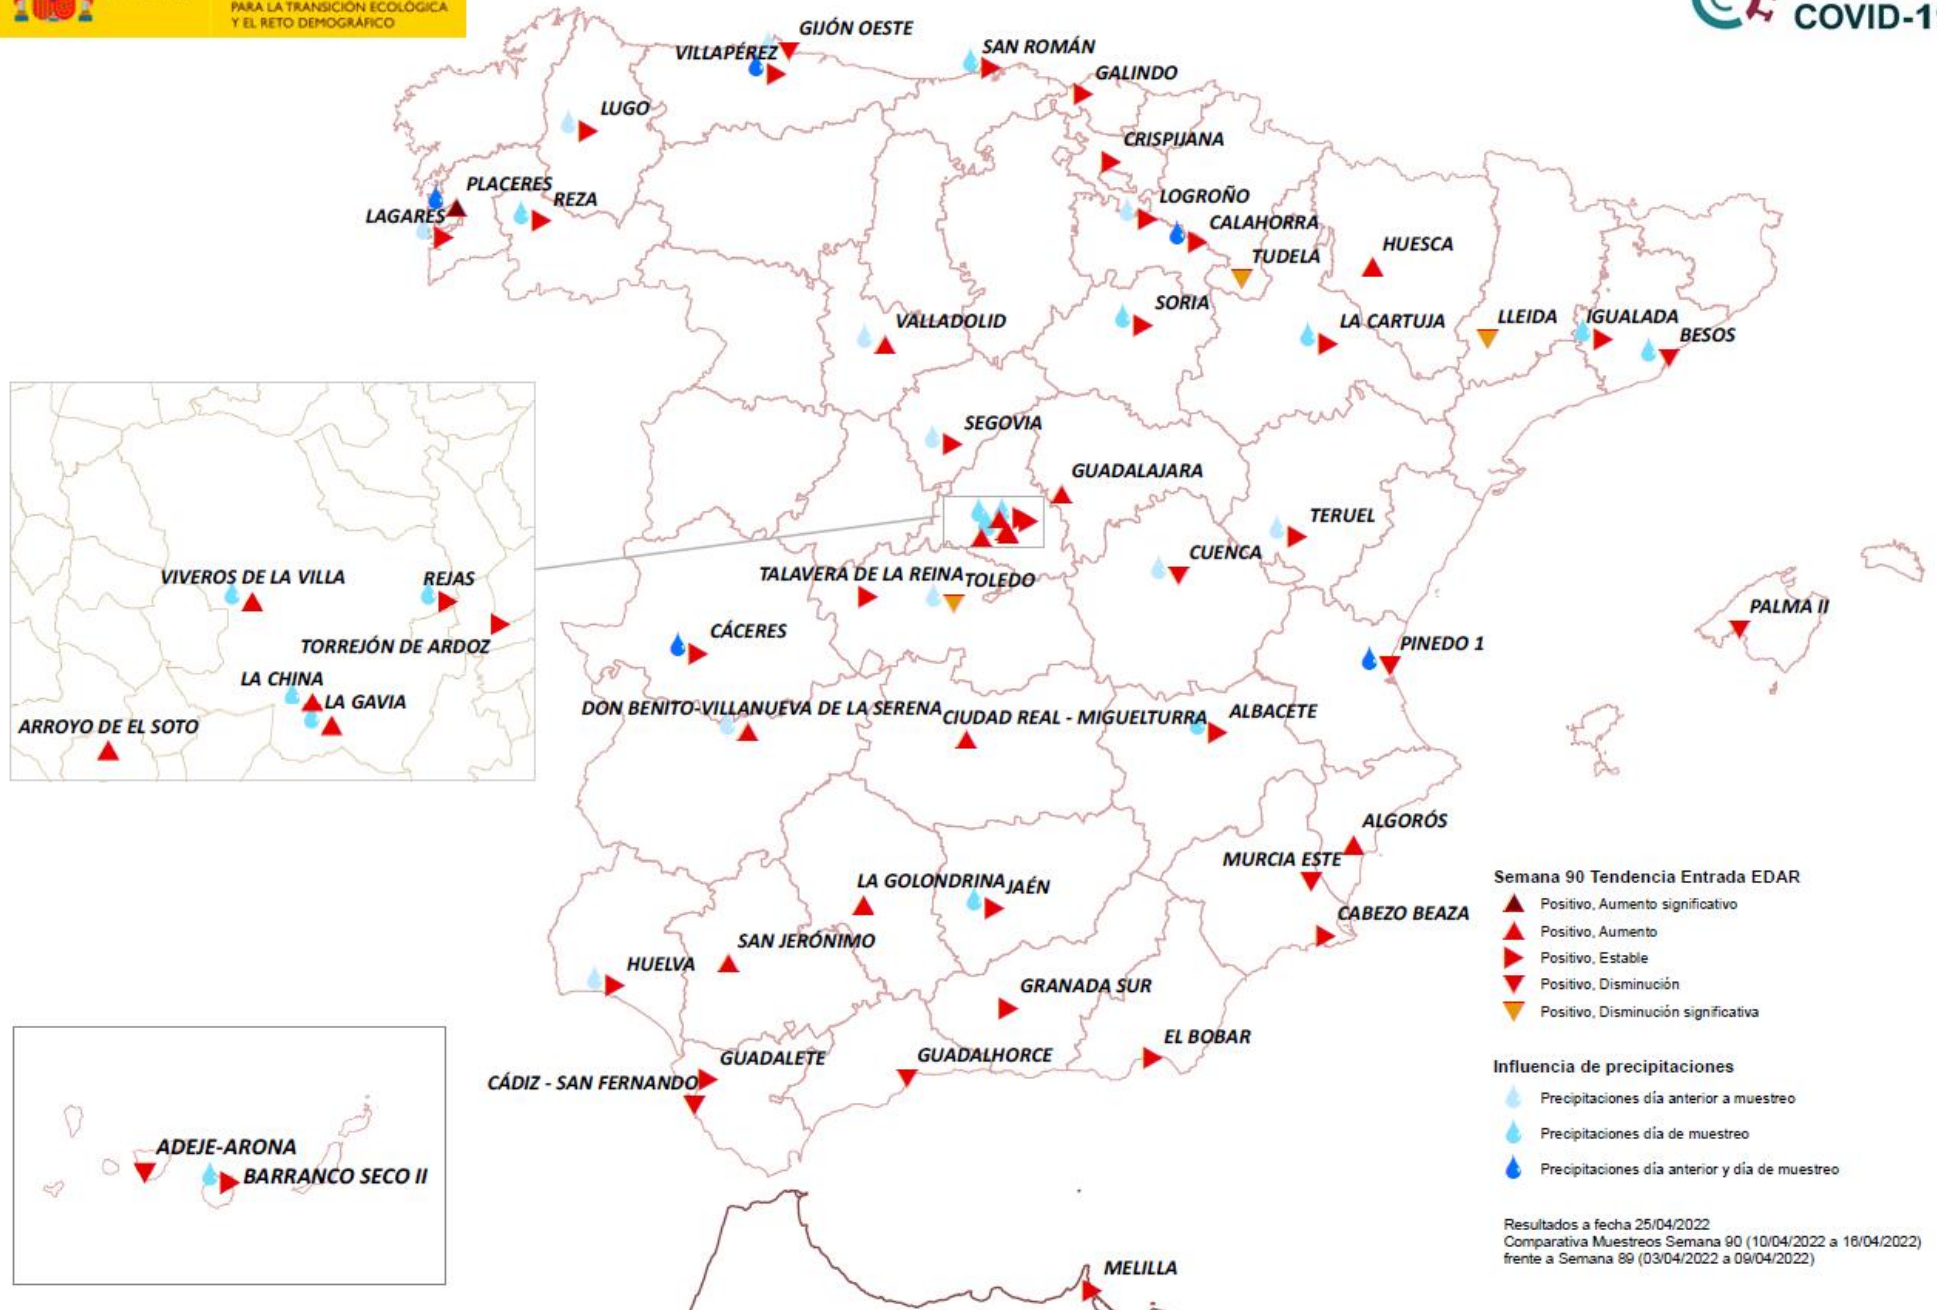 PARA LA TRANSICIÓN ECOLÓGICA
Y EL RETO DEMOGRÁFICO
COVID-19
GIJÓN OESTE
VILLAPÉREZ
SAN ROMÁN
GALINDO
LUGO
CRISPIJANA
PLACERES
REZA
LAGARES
LOGROÑO
CALAHORRA
TUDELA
HUESCA
SORIA
VALLADOLID
LA CARTUJA
LLEIDA
IGUALADA
BESOS
SEGOVIA
GUADALAJARA
TERUEL
CUENCA
TALAVERA DE LA REINA
TOLEDO
VIVEROS DE LA VILLA
REJAS
TORREJÓN DE ARDOZ
LA CHINA
LA GAVIA
ARROYO DE EL SOTO
PALMA II
CÁCERES
PINEDO 1
DON BENITO-VILLANUEVA DE LA SERENA
CIUDAD REAL - MIGUELTURRA
ALBACETE
ALGORÓS
MURCIA ESTE
LA GOLONDRINA
JAÉN
CABEZO BEAZA
SAN JERÓNIMO
HUELVA
GRANADA SUR
EL BOBAR
GUADALETE
GUADALHORCE
CÁDIZ - SAN FERNANDO
ADEJE-ARONA
BARRANCO SECO II
MELILLA
Semana 90 Tendencia Entrada EDAR
Positivo, Aumento significativo
Positivo, Aumento
Positivo, Estable
Positivo, Disminución
Positivo, Disminución significativa
Influencia de precipitaciones
Precipitaciones día anterior a muestreo
Precipitaciones día de muestreo
Precipitaciones día anterior y día de muestreo
Resultados a fecha 25/04/2022
Comparativa Muestreos Semana 90 (10/04/2022 a 16/04/2022)
frente a Semana 89 (03/04/2022 a 09/04/2022)